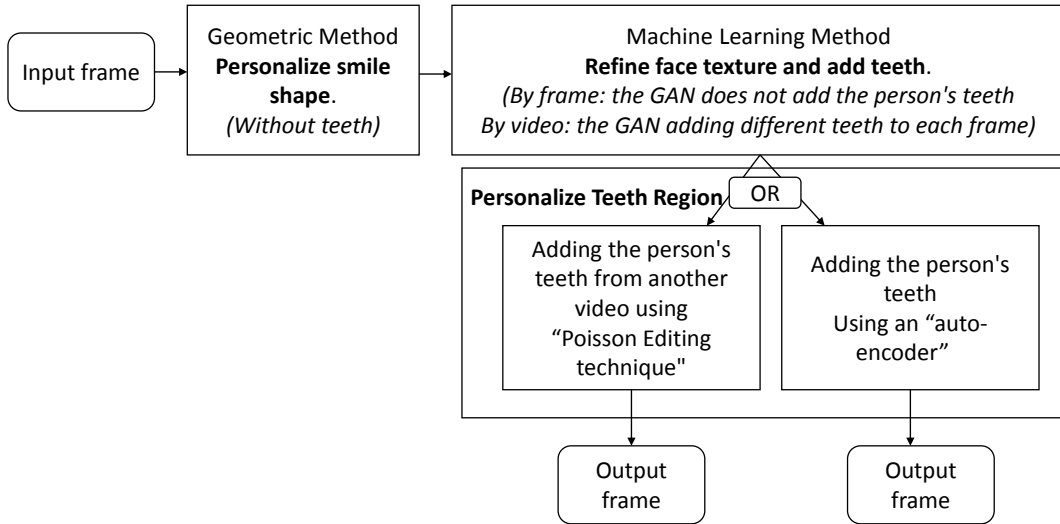 Input frame
Geometric Method
Personalize smile
shape.
(Without teeth)
Machine Learning Method
Refine face texture and add teeth.
(By frame: the GAN does not add the person's teeth
By video: the GAN adding different teeth to each frame)
Personalize Teeth Region
OR
Adding the person's
teeth from another
video using
“Poisson Editing
technique"
Adding the person's
teeth
Using an “auto-
encoder”
Output
frame
Output
frame